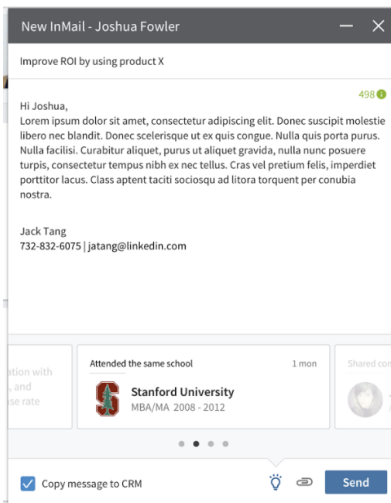 New InMail - Joshua Fowler
Improve ROI by using product X
498
Hi Joshua,
Lorem ipsum dolor sit amet, consectetur adipiscing elit. Donec suscipit molestie
libero nec blandit. Donec scelerisque ut ex quis congue. Nulla quis porta purus.
Nulla facilisi. Curabitur aliquet, purus ut aliquet gravida, nulla nunc posuere
turpis, consectetur tempus nibh ex nec tellus. Cras vel pretium felis, imperdiet
porttitor lacus. Class aptent taciti sociosqu ad litora torquent per conubia
nostra.
Jack Tang
732-832-6075 | jatang@linkedin.com
with
, and
rate
Attended the same school
1 mon
Stanford University
MBA/MA 2008 - 2012
Shared
Copy message to CRM
Send